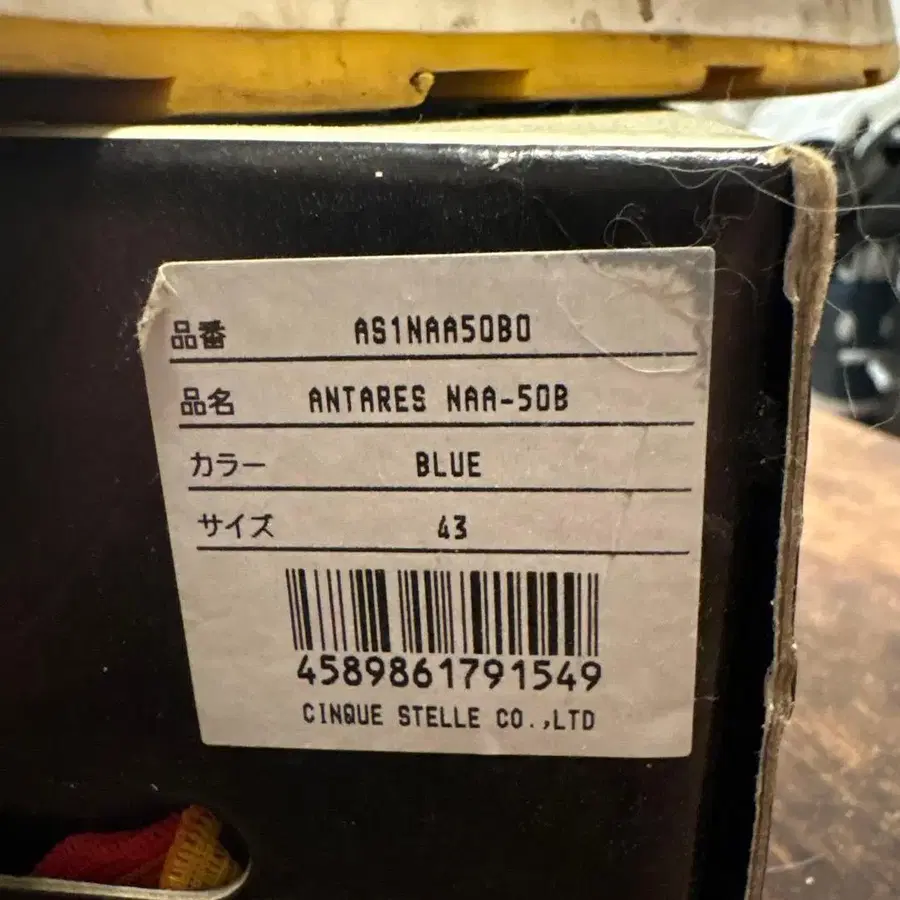 品番 AS1NAA50B0
品名 ANTARES NAA-50B
カラー BLUE
サイズ 43
4589861791549
CINQUE STELLE CO.,LTD